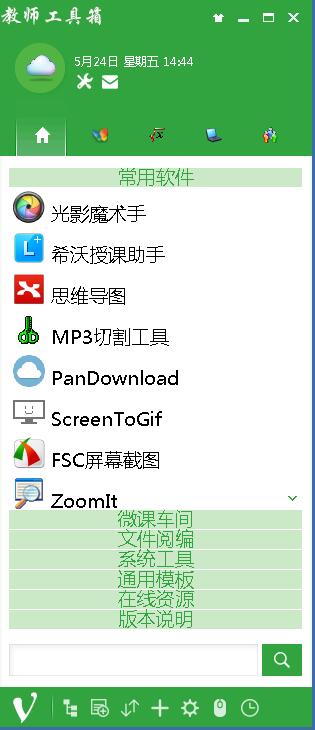 教师工具箱
5月24日 星期五 14:44
常用软件
光影魔术手
L+
希沃授课助手
思维导图
MP3切割工具
PanDownload
ScreenToGif
FSC屏幕截图
ZoomIt
微课车间
文件阅编
系统工具
通用模板
在线资源
版本说明